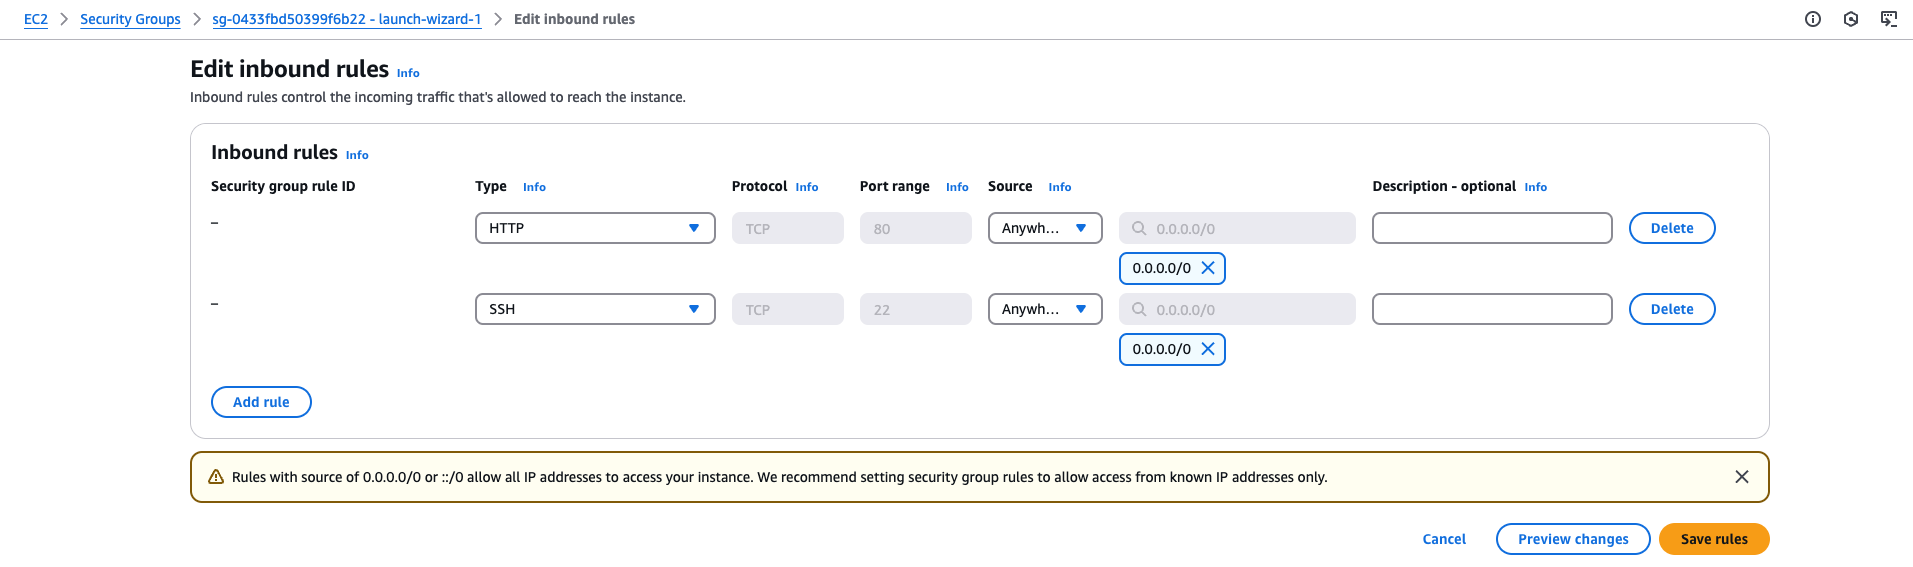 EC2 > Security Groups > sg-0433fbd50399f6b22 - launch-wizard-1 > Edit inbound rules
Edit inbound rules Info
Inbound rules control the incoming traffic that's allowed to reach the instance.
Inbound rules Info
Security group rule ID Type Info Protocol Info Port range Info Source Info Description - optional Info
– HTTP TCP 80 Anywh... 0.0.0.0/0 Delete
0.0.0.0/0
– SSH TCP 22 Anywh... 0.0.0.0/0 Delete
0.0.0.0/0
Add rule
Rules with source of 0.0.0.0/0 or ::/0 allow all IP addresses to access your instance. We recommend setting security group rules to allow access from known IP addresses only.
Cancel Preview changes Save rules